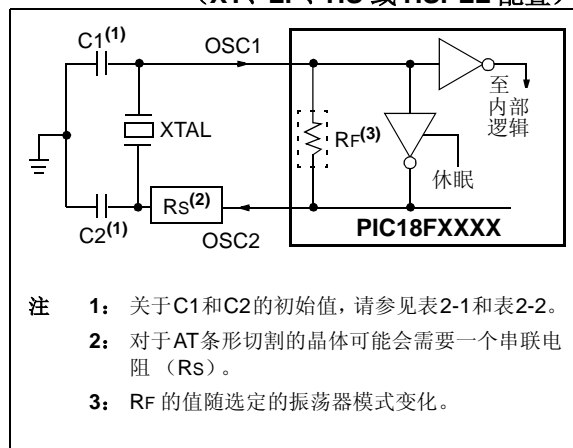 （XT、LP、HS 或 HSPLL 配置）
C1(1)
OSC1
至
内部
逻辑
XTAL
RF(3)
休眠
C2(1)
RS(2)
OSC2
PIC18FXXXX
注 1： 关于C1和C2的初始值，请参见表2-1和表2-2。
2： 对于AT条形切割的晶体可能会需要一个串联电
阻 （RS）。
3： RF 的值随选定的振荡器模式变化。